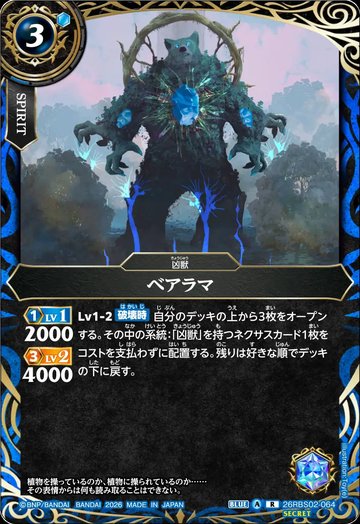 3
SPIRIT
きょうじゅう
凶獣
ベアラマ
1 LV1
2000
3 LV2
4000
Lv1-2 破壊時 自分のデッキの上から3枚をオープン
する。その中の系統:「凶獣」を持つネクサスカード1枚を
コストを支払わずに配置する。残りは好きな順でデッキ
の下に戻す。
植物を操っているのか、植物に操られているのか……
その表情からは何も読み取ることはできない。
©BNP/BANDAI BANDAI 2026 MADE IN JAPAN
BLUE A R 26RBS02-064
SECRET